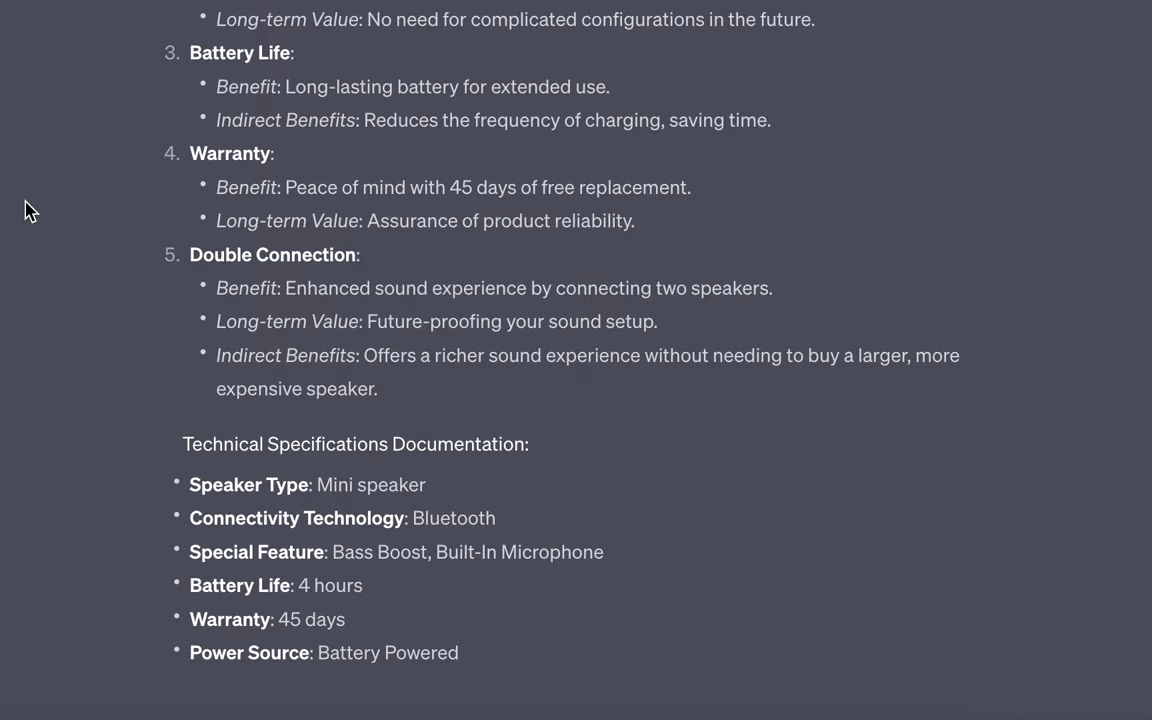 • Long-term Value: No need for complicated configurations in the future.
3. Battery Life:
• Benefit: Long-lasting battery for extended use.
• Indirect Benefits: Reduces the frequency of charging, saving time.
4. Warranty:
• Benefit: Peace of mind with 45 days of free replacement.
• Long-term Value: Assurance of product reliability.
5. Double Connection:
• Benefit: Enhanced sound experience by connecting two speakers.
• Long-term Value: Future-proofing your sound setup.
• Indirect Benefits: Offers a richer sound experience without needing to buy a larger, more
expensive speaker.
Technical Specifications Documentation:
• Speaker Type: Mini speaker
• Connectivity Technology: Bluetooth
• Special Feature: Bass Boost, Built-In Microphone
• Battery Life: 4 hours
• Warranty: 45 days
• Power Source: Battery Powered